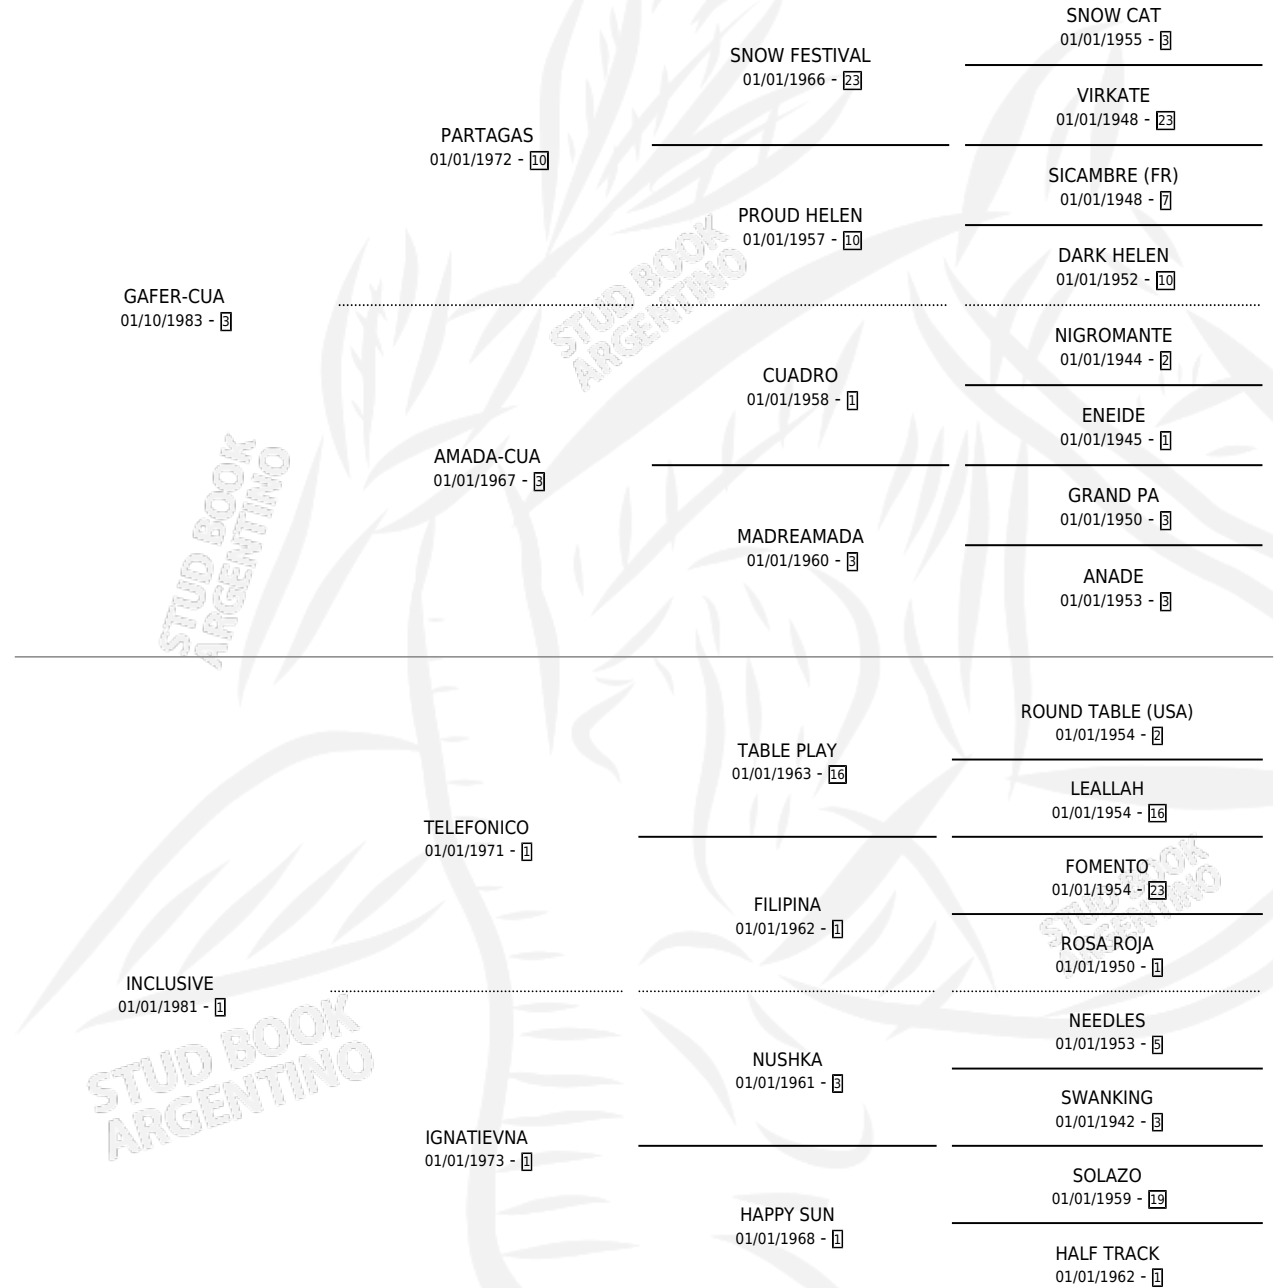 SNOW CAT
01/01/1955 - 3
SNOW FESTIVAL
01/01/1966 - 23
VIRKATE
01/01/1948 - 23
PARTAGAS
01/01/1972 - 10
SICAMBRE (FR)
01/01/1948 - 7
PROUD HELEN
01/01/1957 - 10
DARK HELEN
01/01/1952 - 10
GAFER-CUA
01/10/1983 - 3
STUD BOOK
ARGENTINO
NIGROMANTE
01/01/1944 - 2
CUADRO
01/01/1958 - 1
ENEIDE
01/01/1945 - 1
AMADA-CUA
01/01/1967 - 3
GRAND PA
01/01/1950 - 3
MADREAMADA
01/01/1960 - 3
ANADE
01/01/1953 - 3
STUD BOOK
ARGENTINO
ROUND TABLE (USA)
01/01/1954 - 2
TABLE PLAY
01/01/1963 - 16
LEALLAH
01/01/1954 - 16
TELEFONICO
01/01/1971 - 1
FOMENTO
01/01/1954 - 23
FILIPINA
01/01/1962 - 1
STUD BOOK
ARGENTINO
ROSA ROJA
01/01/1950 - 1
INCLUSIVE
01/01/1981 - 1
NEEDLES
01/01/1953 - 5
NUSHKA
01/01/1961 - 3
STUD BOOK
ARGENTINO
SWANKING
01/01/1942 - 3
IGNATIEVNA
01/01/1973 - 1
SOLAZO
01/01/1959 - 19
HAPPY SUN
01/01/1968 - 1
HALF TRACK
01/01/1962 - 1